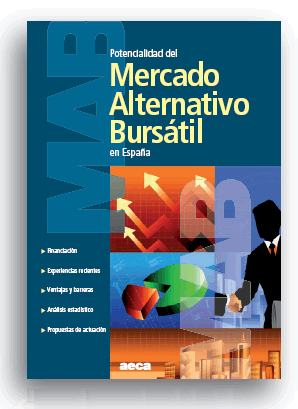 MAB
Potencialidad del
Mercado
Alternativo
Bursátil
en España
Financiación
Experiencias recientes
Ventajas y barreras
Análisis estadístico
Propuestas de actuación
MAB
aeca